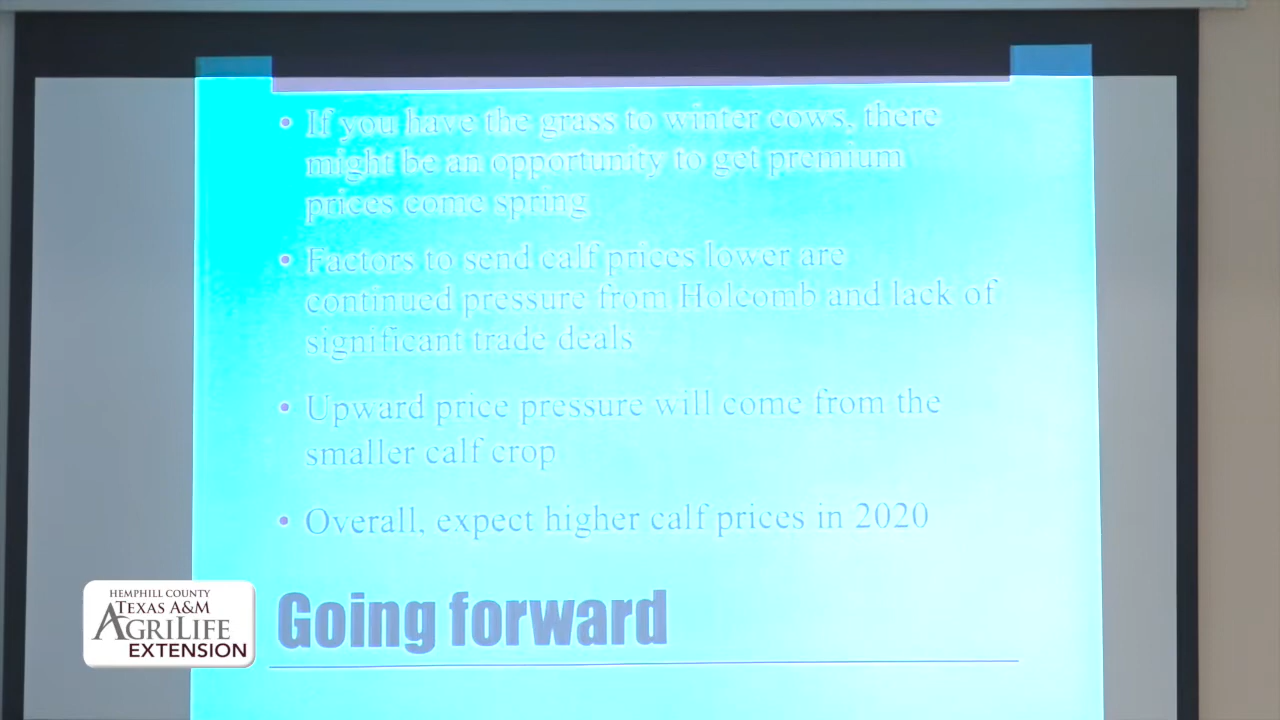 • If you have the grass to winter cows, there
might be an opportunity to get premium
prices come spring
• Factors to send calf prices lower are
continued pressure from Holcomb and lack of
significant trade deals
• Upward price pressure will come from the
smaller calf crop
• Overall, expect higher calf prices in 2020
Going forward
HEMPHILL COUNTY
TEXAS A&M
AGRILIFE
EXTENSION